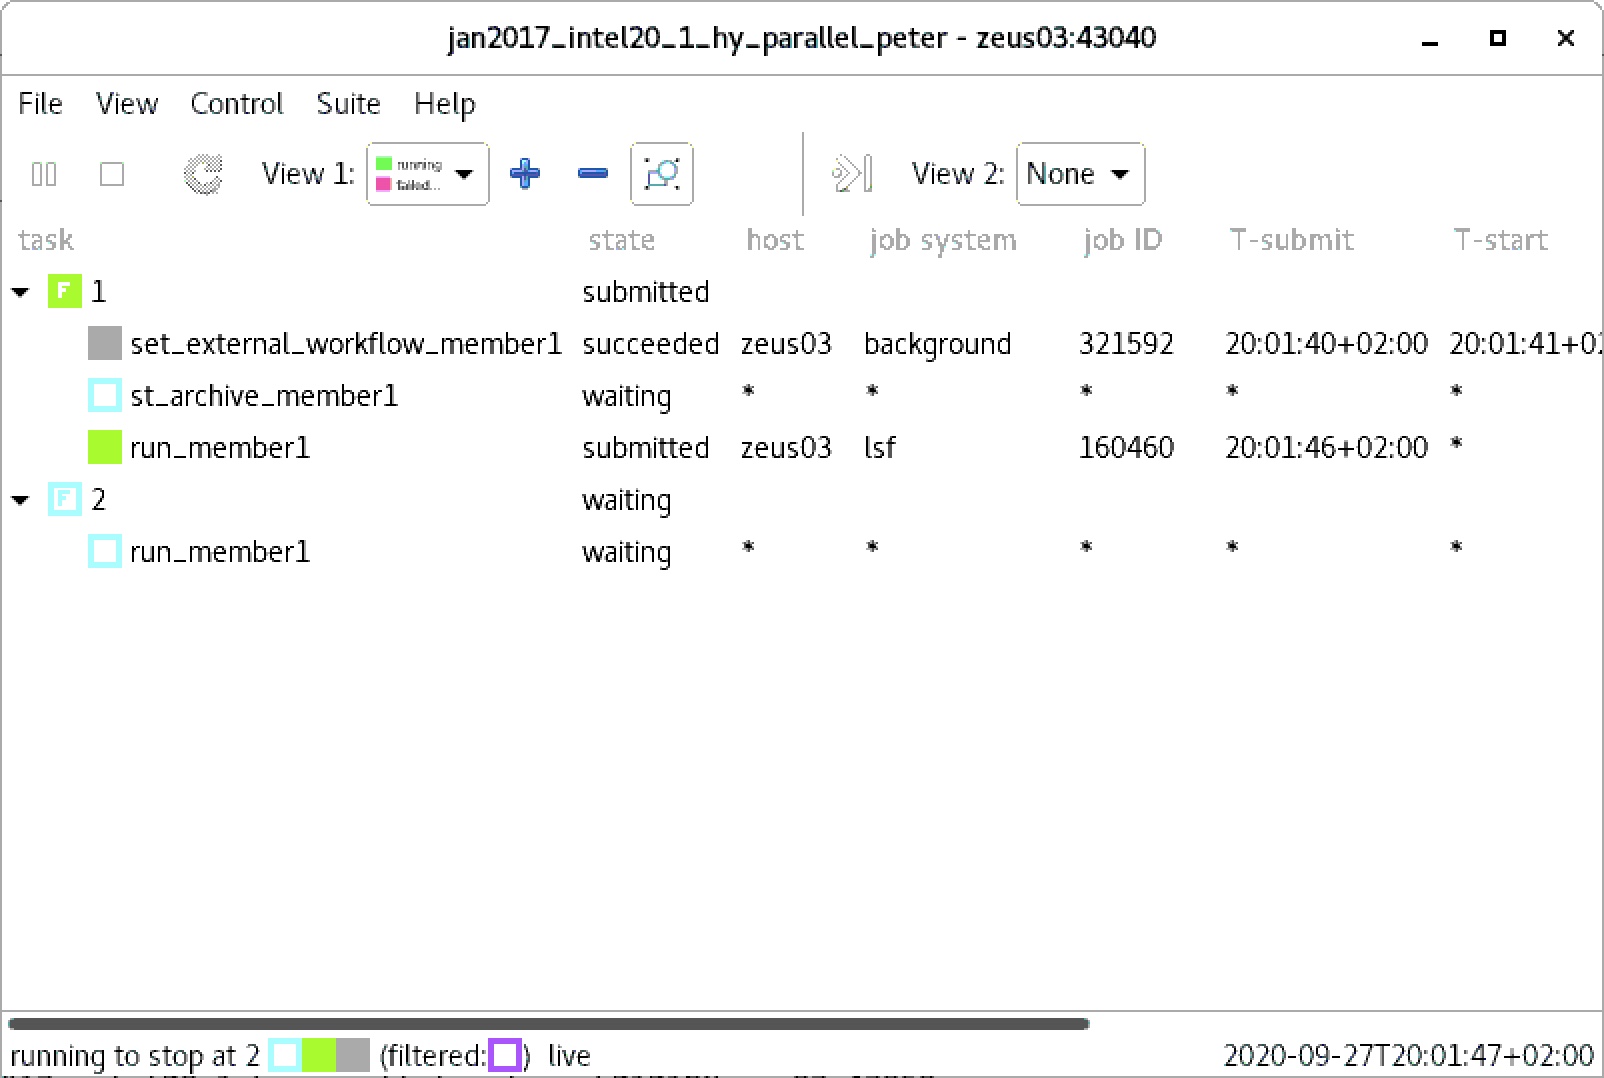 jan2017_intel20_1_hy_parallel_peter - zeus03:43040
File View Control Suite Help
View 1: running failed... View 2: None
task state host job system job ID T-submit T-start
F 1 submitted
set_external_workflow_member1 succeeded zeus03 background 321592 20:01:40+02:00 20:01:41+0
st_archive_member1 waiting * * * * *
run_member1 submitted zeus03 lsf 160460 20:01:46+02:00 *
F 2 waiting
run_member1 waiting * * * * *
running to stop at 2 (filtered: ) live 2020-09-27T20:01:47+02:00